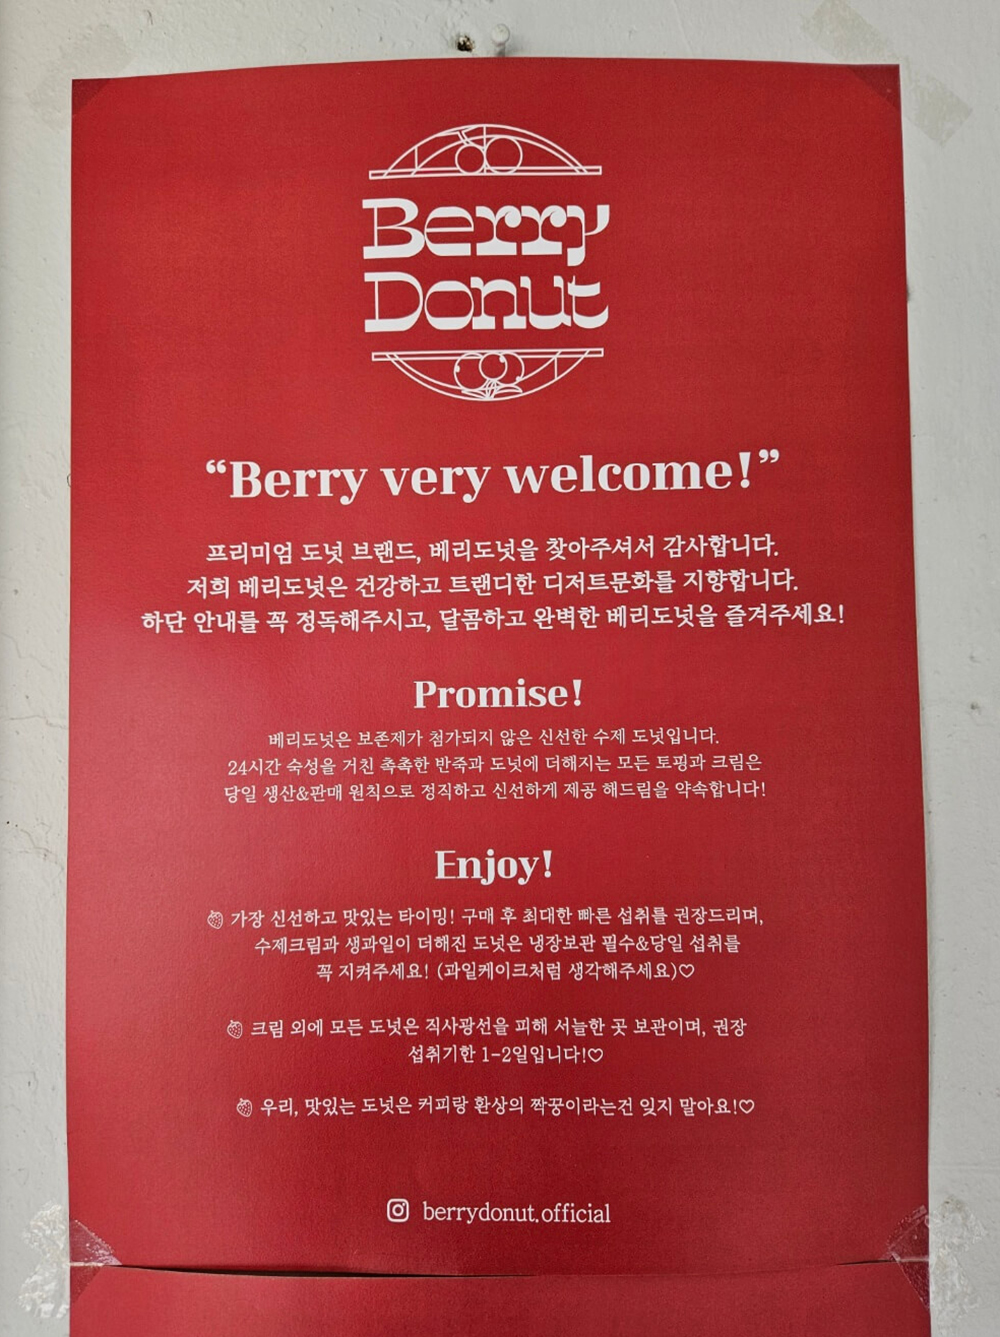 Berry
Donut
“Berry very welcome!”
프리미엄 도넛 브랜드, 베리도넛을 찾아주셔서 감사합니다.
저희 베리도넛은 건강하고 트랜디한 디저트문화를 지향합니다.
하단 안내를 꼭 정독해주시고, 달콤하고 완벽한 베리도넛을 즐겨주세요!
Promise!
베리도넛은 보존제가 첨가되지 않은 신선한 수제 도넛입니다.
24시간 숙성을 거친 촉촉한 반죽과 도넛에 더해지는 모든 토핑과 크림은
당일 생산&판매 원칙으로 정직하고 신선하게 제공 해드림을 약속합니다!
Enjoy!
가장 신선하고 맛있는 타이밍! 구매 후 최대한 빠른 섭취를 권장드리며,
수제크림과 생과일이 더해진 도넛은 냉장보관 필수&당일 섭취를
꼭 지켜주세요! (과일케이크처럼 생각해주세요)♡
크림 외에 모든 도넛은 직사광선을 피해 서늘한 곳 보관이며, 권장
섭취기한 1-2일입니다!♡
우리, 맛있는 도넛은 커피랑 환상의 짝꿍이라는건 잊지 말아요!♡
berrydonut.official